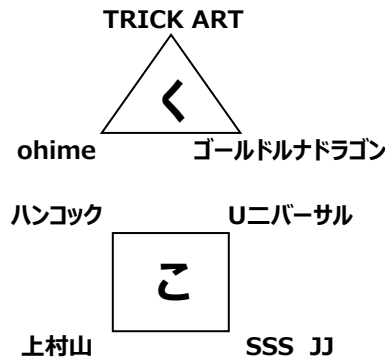 TRICK ART
く
ohime ゴールドルナドラゴン
ハンコック U二バーサル
こ
上村山 SSS JJ